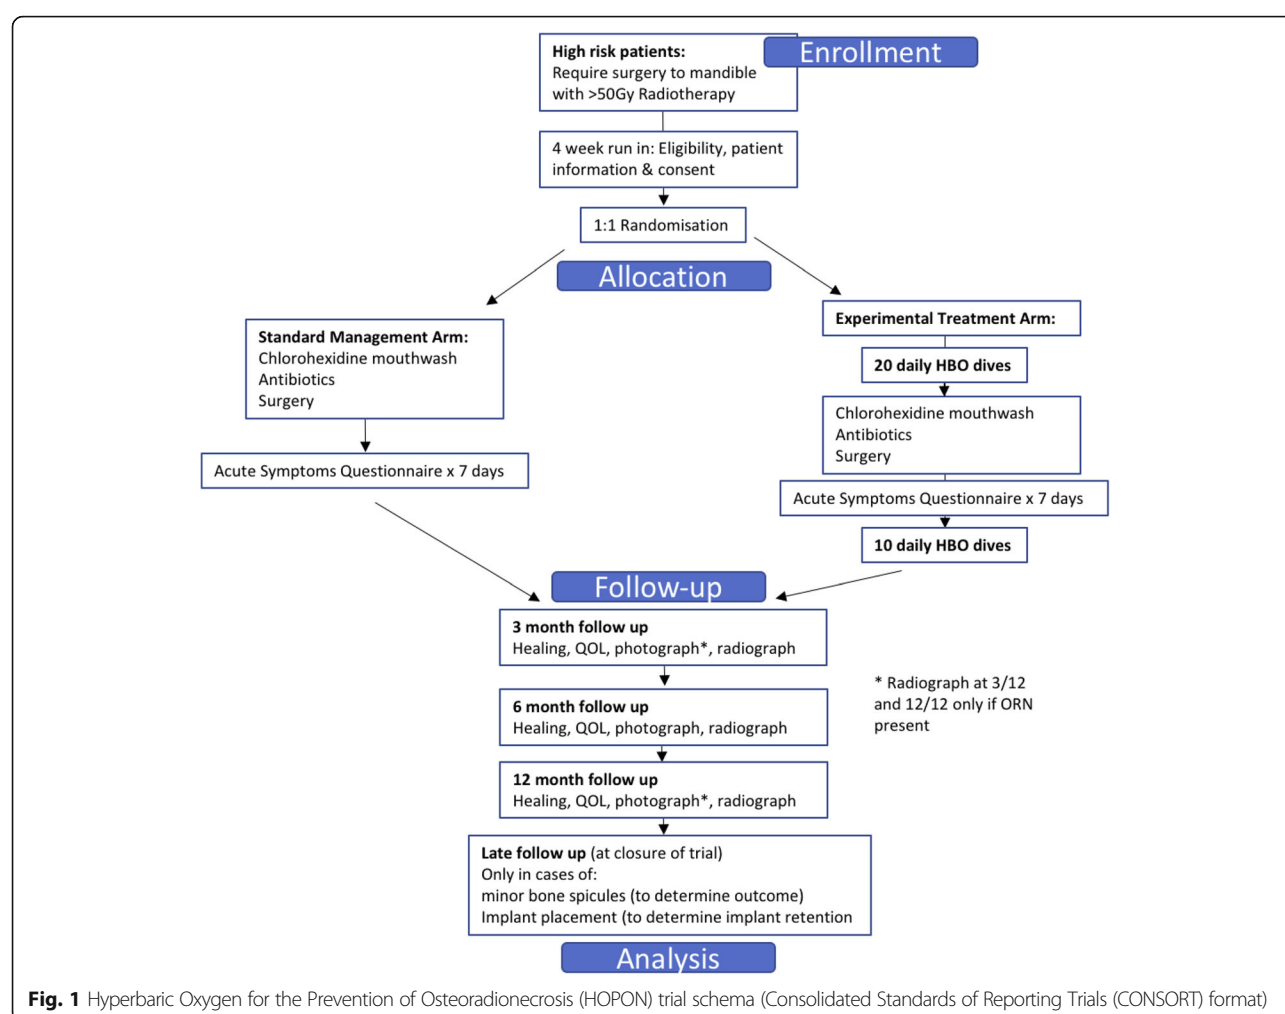 Enrollment
High risk patients:
Require surgery to mandible
with >50Gy Radiotherapy
4 week run in: Eligibility, patient
information & consent
1:1 Randomisation
Allocation
Standard Management Arm:
Chlorohexidine mouthwash
Antibiotics
Surgery
Acute Symptoms Questionnaire x 7 days
Experimental Treatment Arm:
20 daily HBO dives
Chlorohexidine mouthwash
Antibiotics
Surgery
Acute Symptoms Questionnaire x 7 days
10 daily HBO dives
Follow-up
3 month follow up
Healing, QOL, photograph*, radiograph
6 month follow up
Healing, QOL, photograph, radiograph
12 month follow up
Healing, QOL, photograph*, radiograph
* Radiograph at 3/12
and 12/12 only if ORN
present
Late follow up (at closure of trial)
Only in cases of:
minor bone spicules (to determine outcome)
Implant placement (to determine implant retention
Analysis
Fig. 1 Hyperbaric Oxygen for the Prevention of Osteoradionecrosis (HOPON) trial schema (Consolidated Standards of Reporting Trials (CONSORT) format)